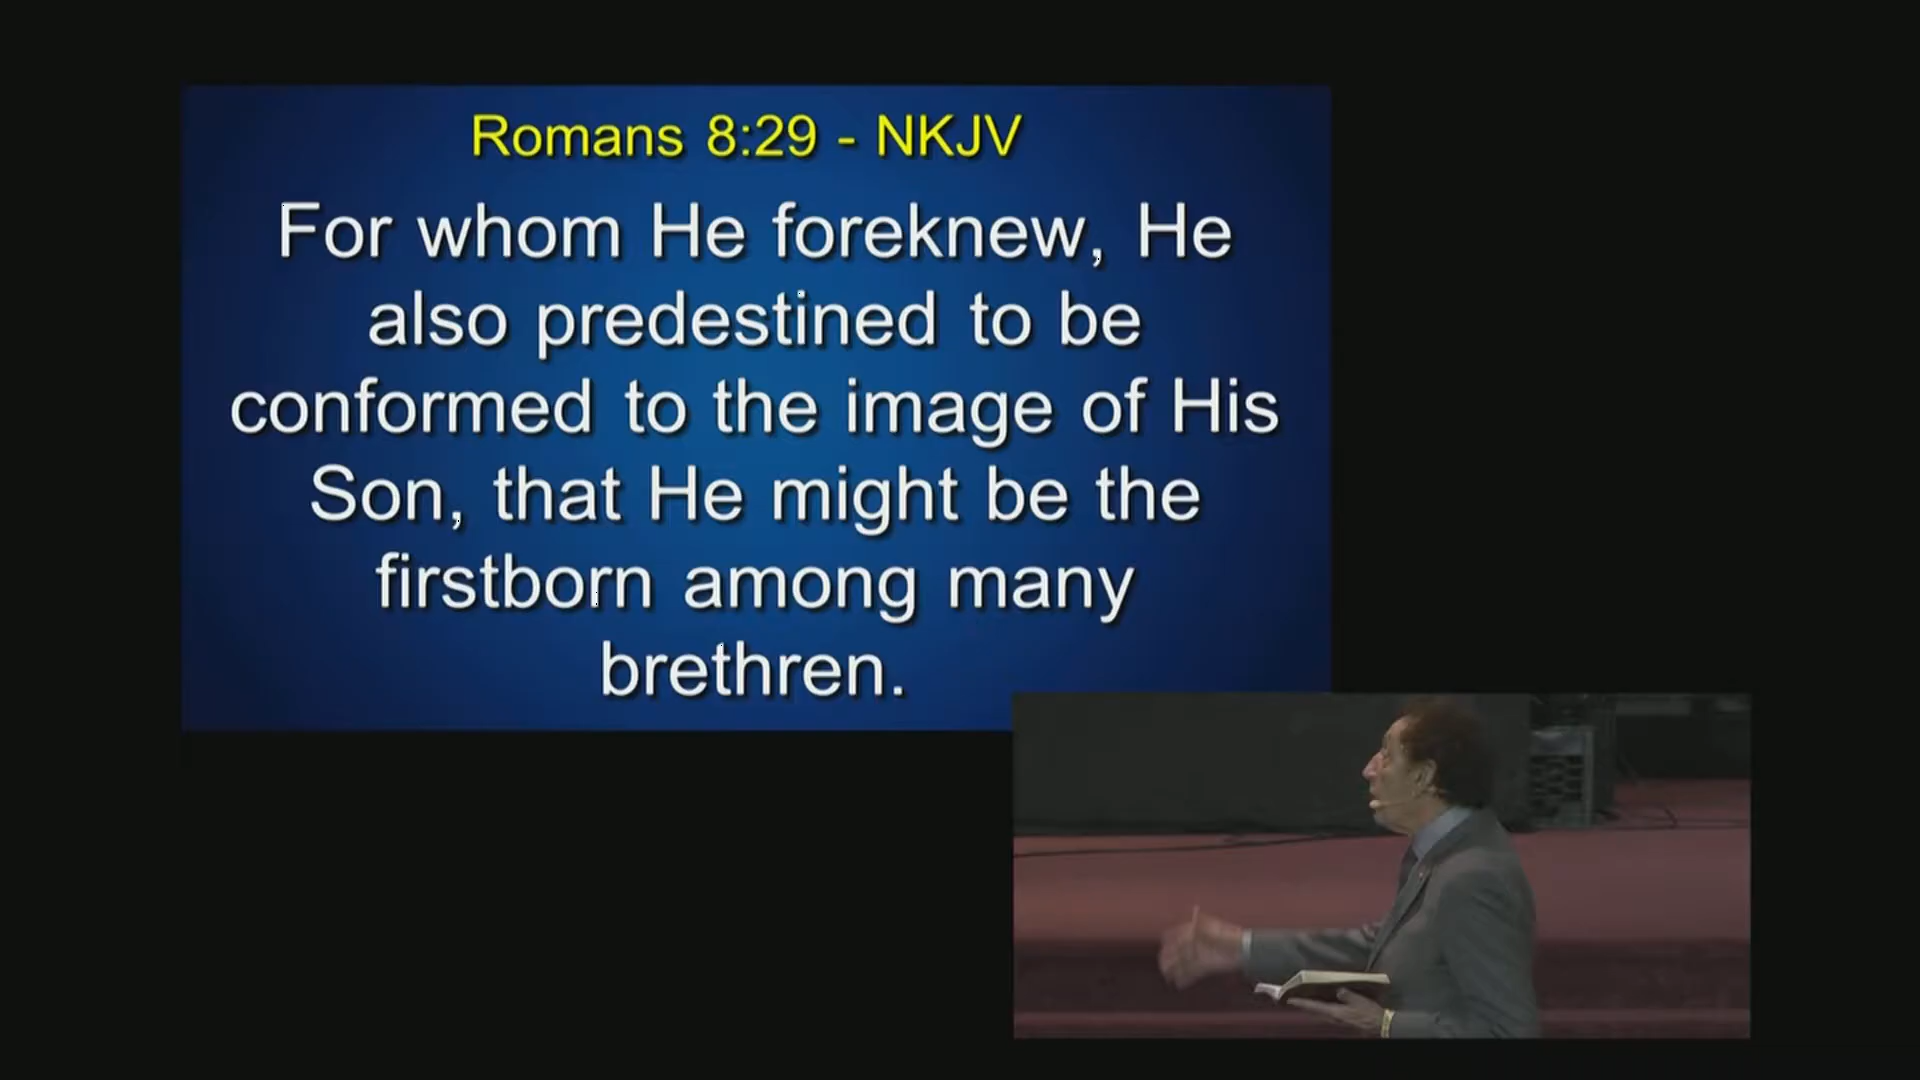 Romans 8:29 - NKJV
For whom He foreknew, He
also predestined to be
conformed to the image of His
Son, that He might be the
firstborn among many
brethren.